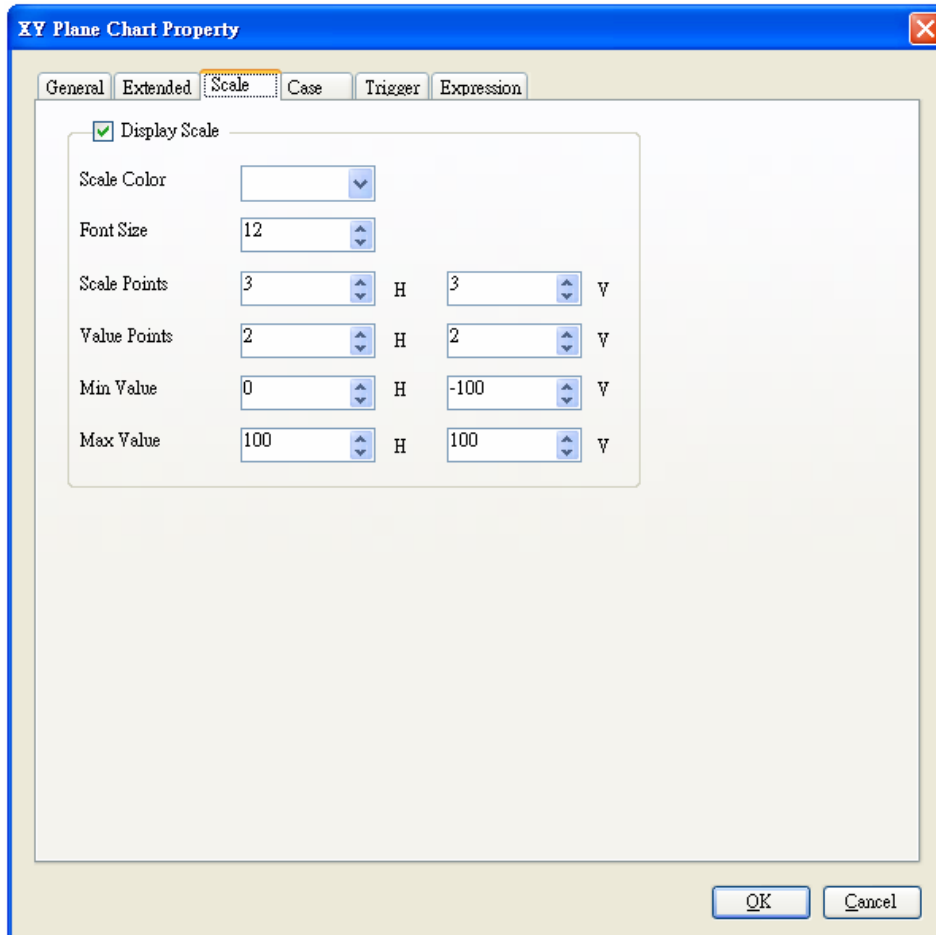 XY Plane Chart Property
General Extended Scale Case Trigger Expression
Display Scale
Scale Color
Font Size 12
Scale Points 3 H 3 V
Value Points 2 H 2 V
Min Value 0 H -100 V
Max Value 100 H 100 V
OK Cancel